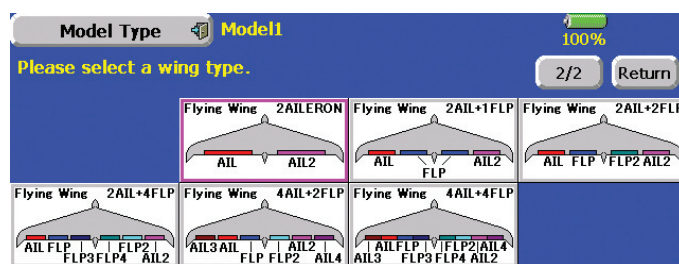 Model Type Model1
100%
Please select a wing type.
2/2 Return
Flying Wing 2AILERON
AIL AIL2
Flying Wing 2AIL+1FLP
AIL AIL2
FLP
Flying Wing 2AIL+2FLP
AIL FLP FLP2 AIL2
Flying Wing 2AIL+4FLP
AIL FLP FLP2
FLP3 FLP4 AIL2
Flying Wing 4AIL+2FLP
AIL3 AIL AIL2
FLP FLP2 AIL4
Flying Wing 4AIL+4FLP
AIL FLP FLP2 AIL4
AIL3 FLP3 FLP4 AIL2